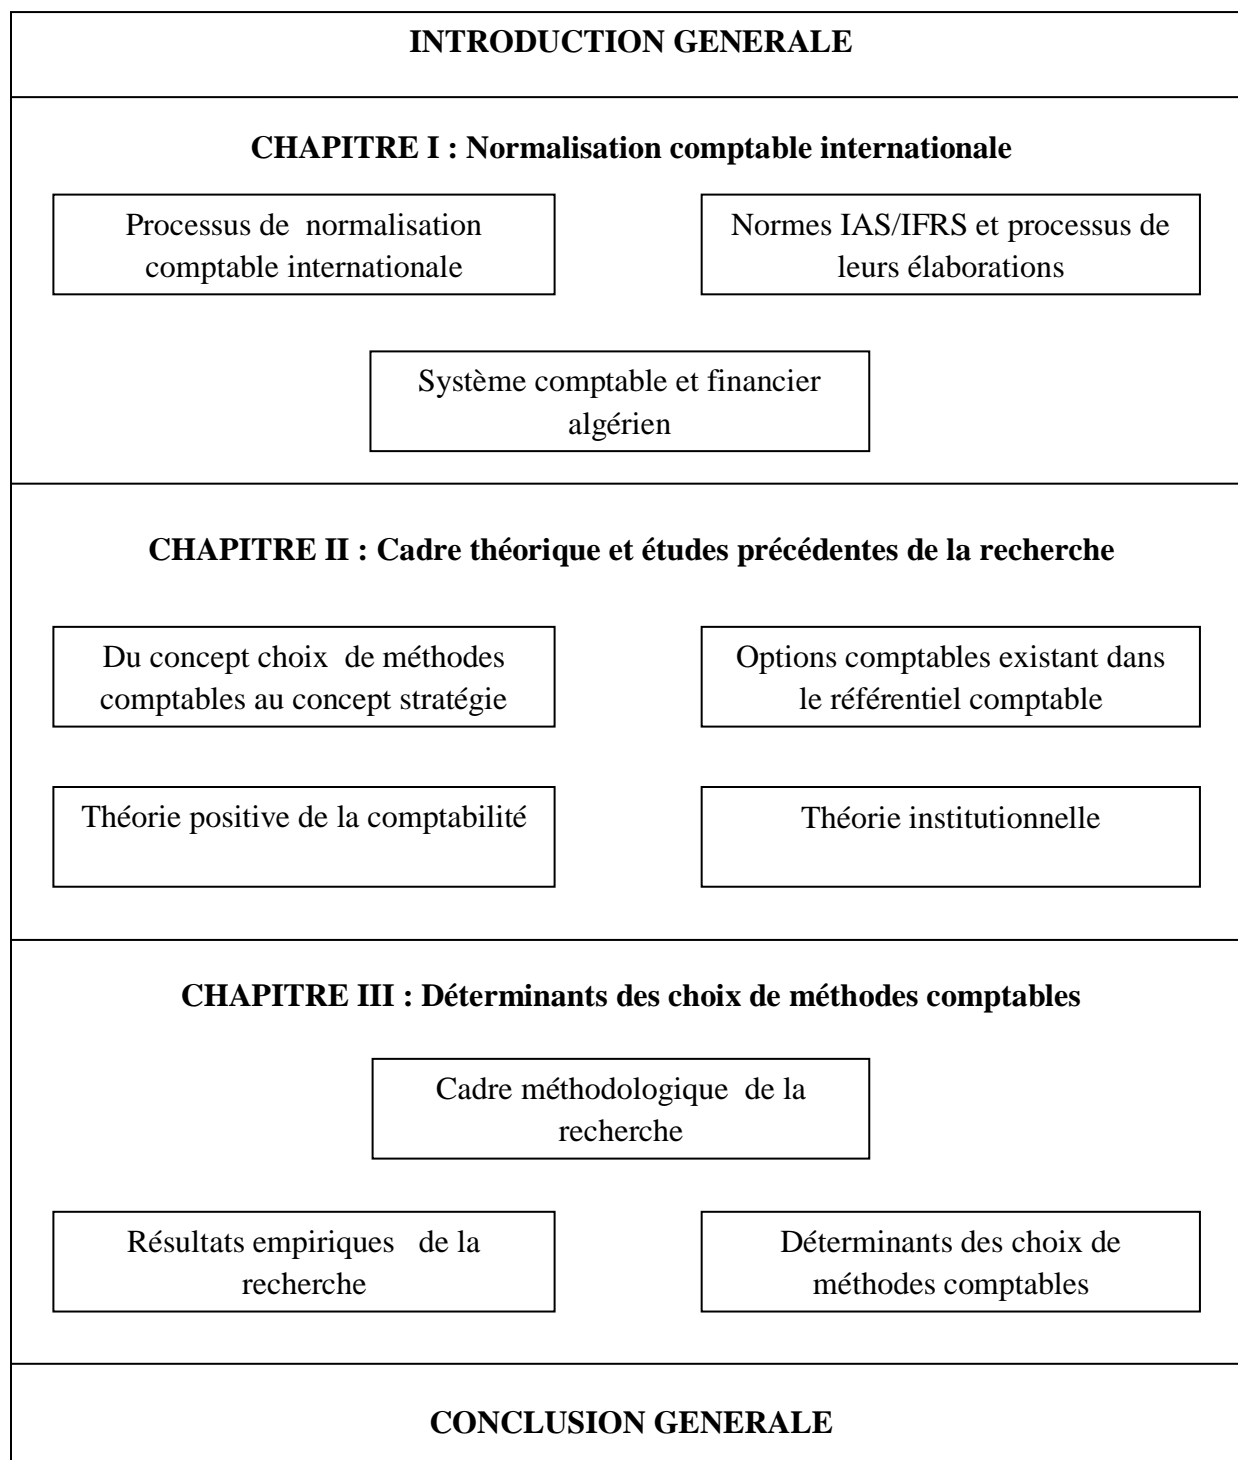 INTRODUCTION GENERALE
CHAPITRE I : Normalisation comptable internationale
Processus de normalisation
comptable internationale
Normes IAS/IFRS et processus de
leurs élaborations
Système comptable et financier
algérien
CHAPITRE II : Cadre théorique et études précédentes de la recherche
Du concept choix de méthodes
comptables au concept stratégie
Options comptables existant dans
le référentiel comptable
Théorie positive de la comptabilité
Théorie institutionnelle
CHAPITRE III : Déterminants des choix de méthodes comptables
Cadre méthodologique de la
recherche
Résultats empiriques de la
recherche
Déterminants des choix de
méthodes comptables
CONCLUSION GENERALE